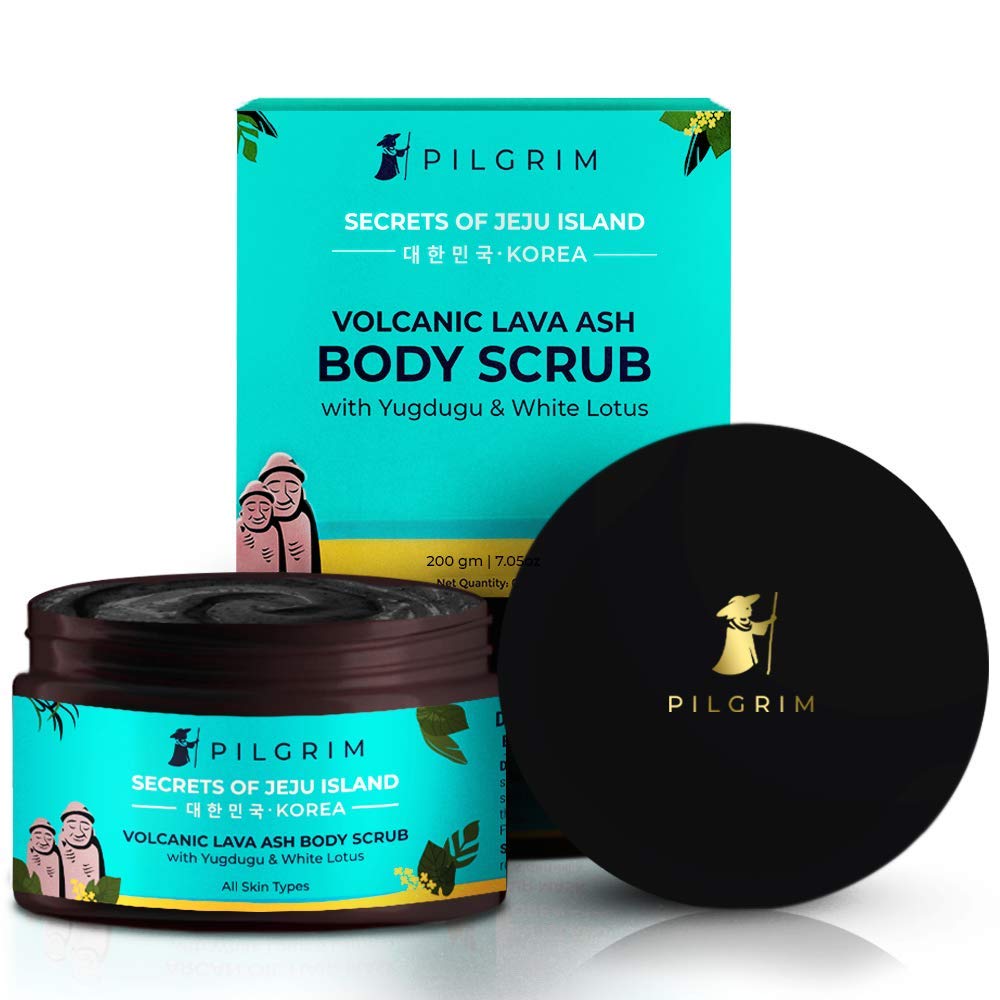 PILGRIM
SECRETS OF JEJU ISLAND
대한민국·KOREA
VOLCANIC LAVA ASH
BODY SCRUB
with Yugdugu & White Lotus
200 gm | 7.05oz
Net Quantity:
PILGRIM
PILGRIM
SECRETS OF JEJU ISLAND
대한민국·KOREA
VOLCANIC LAVA ASH BODY SCRUB
with Yugdugu & White Lotus
All Skin Types